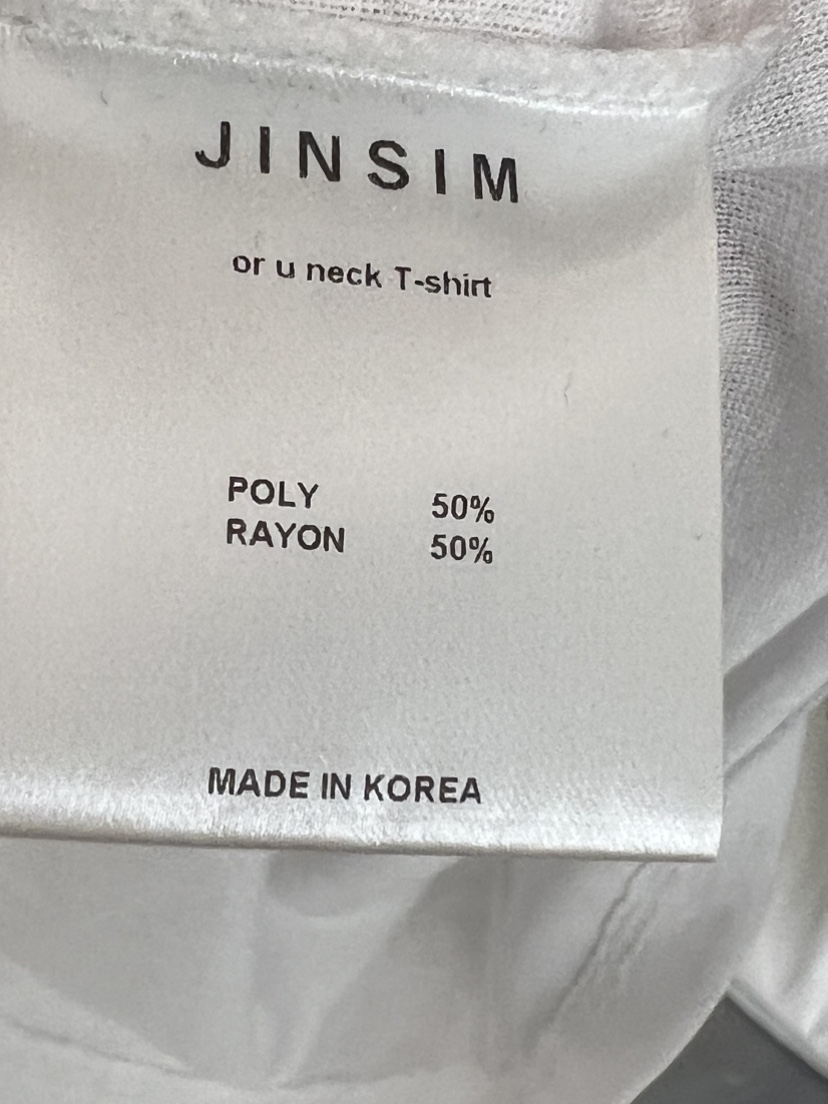 JINSIM
or u neck T-shirt
POLY 50%
RAYON 50%
MADE IN KOREA